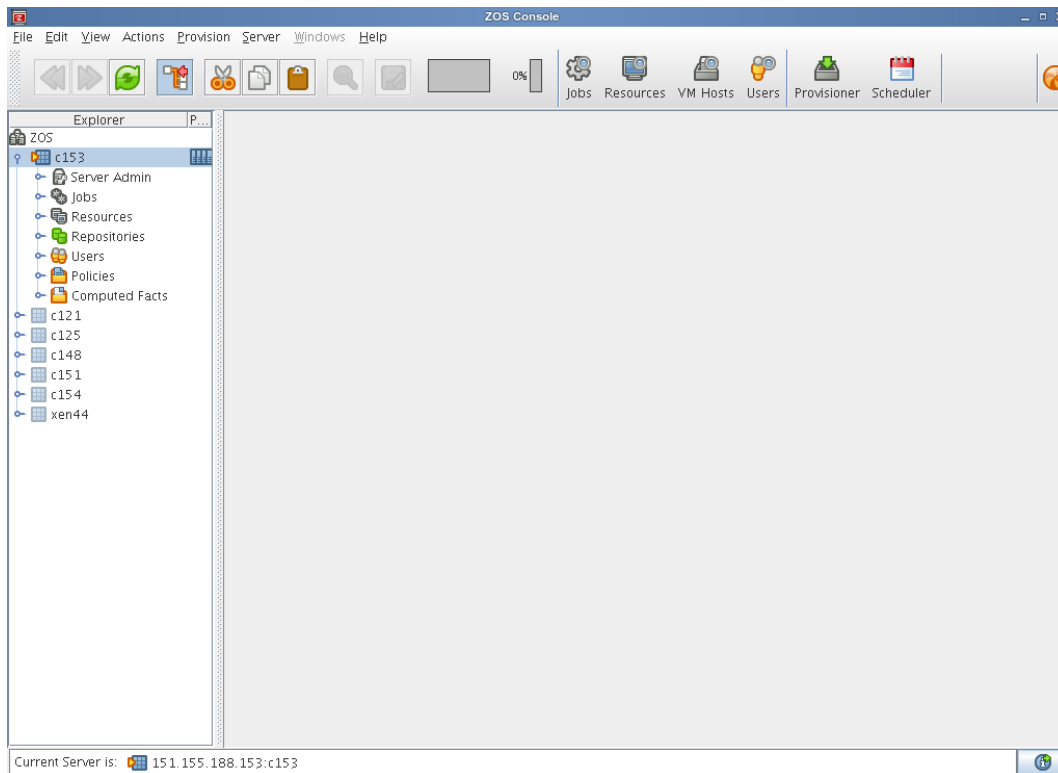 ZOS Console
File Edit View Actions Provision Server Windows Help
0%
Jobs Resources VM Hosts Users Provisioner Scheduler
Explorer P...
ZOS
c153
Server Admin
Jobs
Resources
Repositories
Users
Policies
Computed Facts
c121
c125
c148
c151
c154
xen44
Current Server is: 151.155.188.153:c153